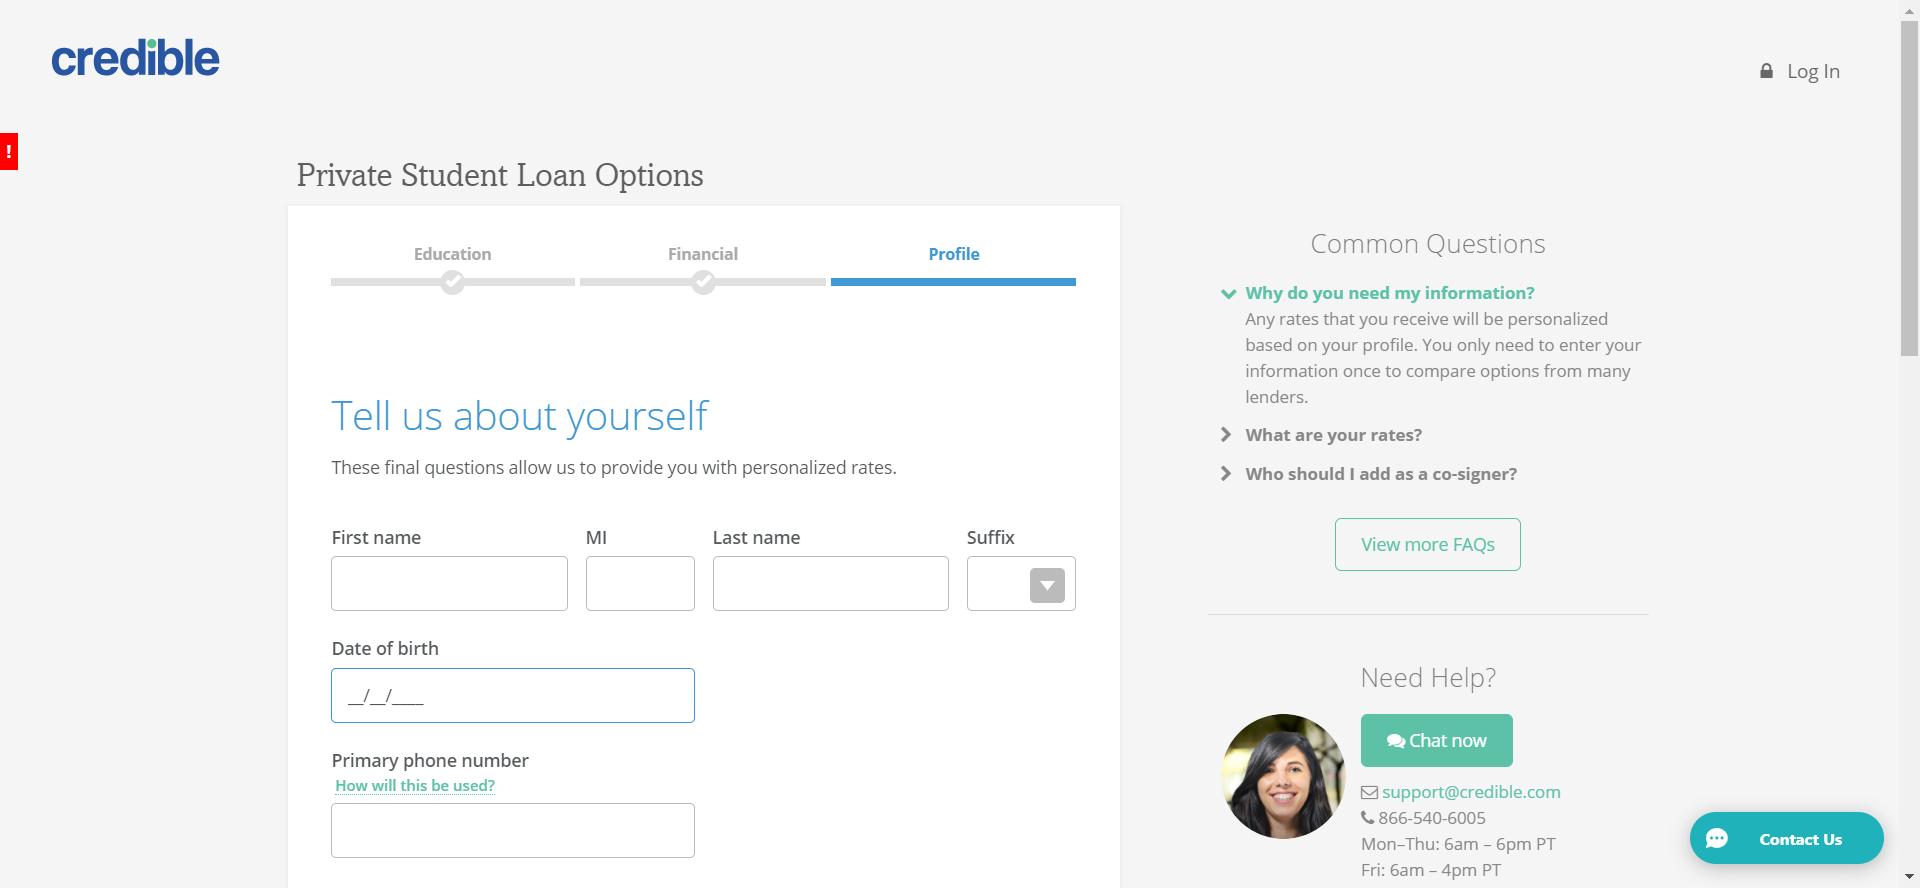 credible
Log In
!
Private Student Loan Options
Education
Financial
Profile
Tell us about yourself
These final questions allow us to provide you with personalized rates.
First name
MI
Last name
Suffix
Date of birth
__/__/____
Primary phone number
How will this be used?
Common Questions
Why do you need my information?
Any rates that you receive will be personalized
based on your profile. You only need to enter your
information once to compare options from many
lenders.
What are your rates?
Who should I add as a co-signer?
View more FAQs
Need Help?
Chat now
support@credible.com
866-540-6005
Mon–Thu: 6am – 6pm PT
Fri: 6am – 4pm PT
Contact Us